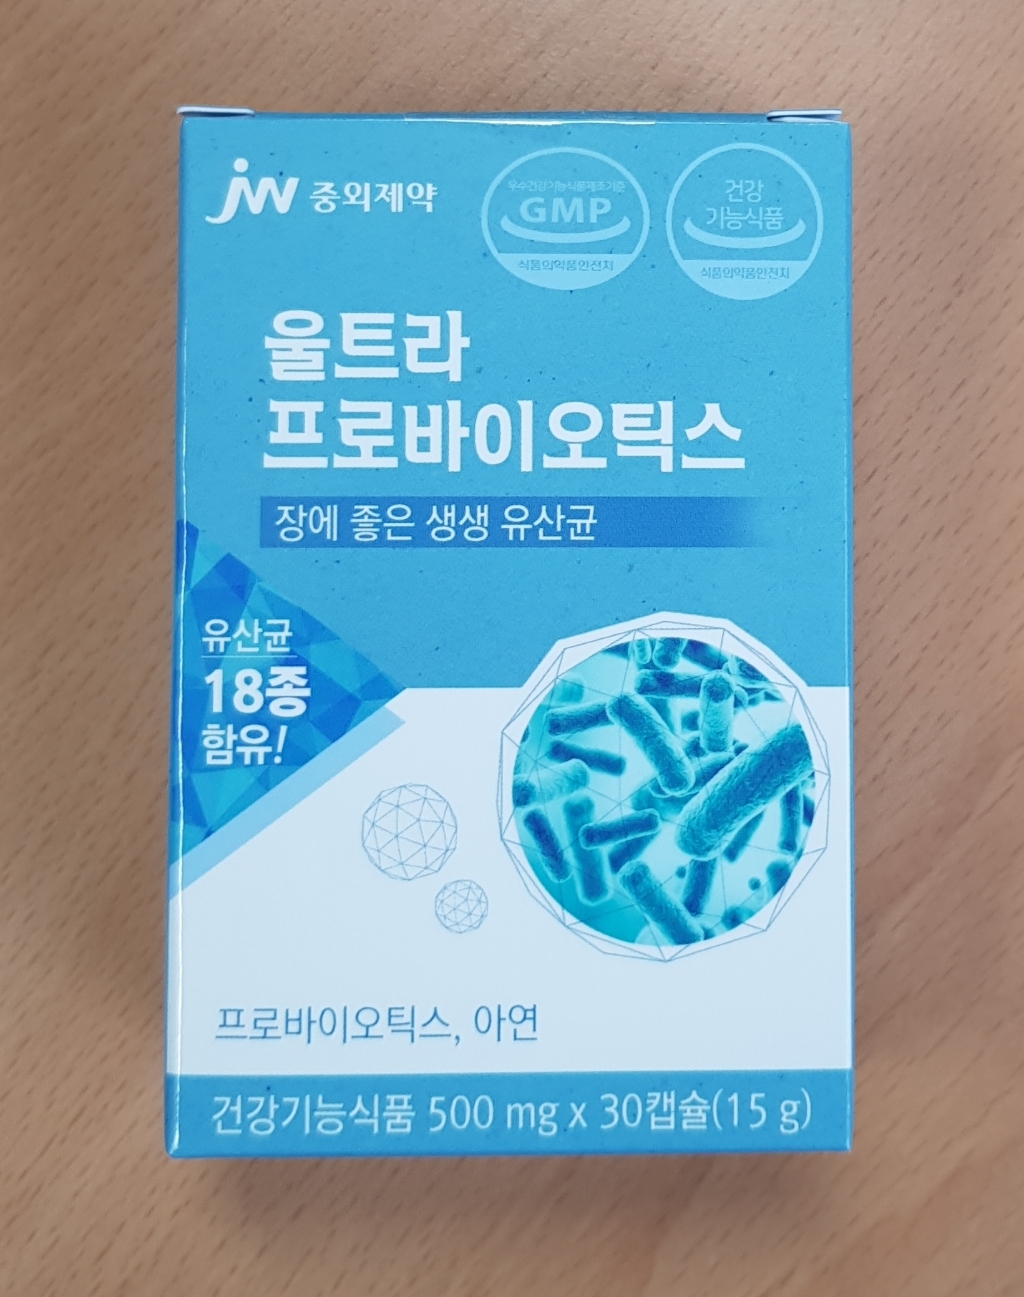 jw 중외제약
우수건강기능식품제조기준
GMP
식품의약품안전처
건강
기능식품
식품의약품안전처
울트라
프로바이오틱스
장에 좋은 생생 유산균
유산균
18종
함유!
프로바이오틱스, 아연
건강기능식품 500 mg x 30캡슐(15 g)